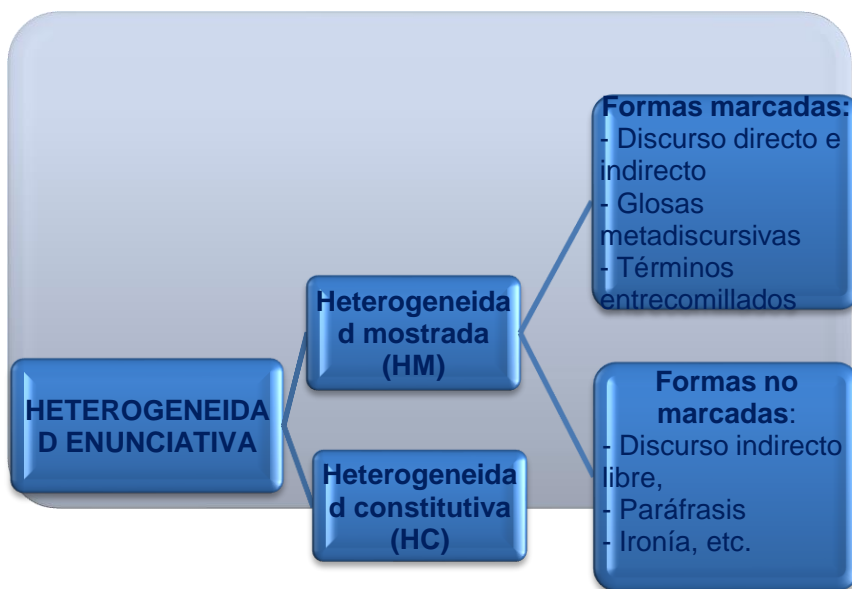 HETEROGENEIDA
D ENUNCIATIVA
Heterogeneida
d mostrada
(HM)
Heterogeneida
d constitutiva
(HC)
Formas marcadas:
- Discurso directo e
indirecto
- Glosas
metadiscursivas
- Términos
entrecomillados
Formas no
marcadas:
- Discurso indirecto
libre,
- Paráfrasis
- Ironía, etc.